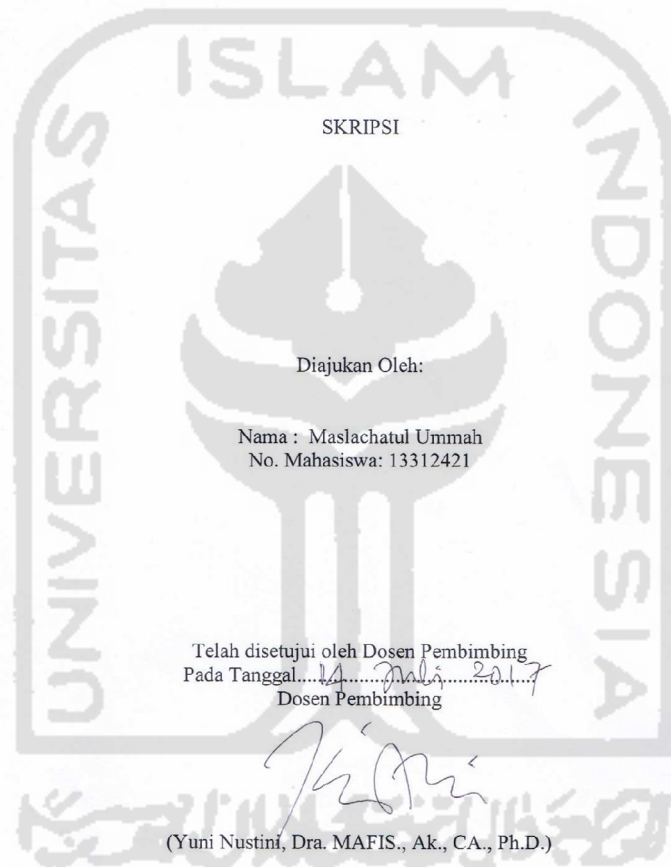 UNIVERSITAS ISLAM INDONESIA
SKRIPSI
Diajukan Oleh:
Nama : Maslachatul Ummah
No. Mahasiswa: 13312421
Telah disetujui oleh Dosen Pembimbing
Pada Tanggal.....14.....Juli..........2017
Dosen Pembimbing
(Yuni Nustini, Dra. MAFIS., Ak., CA., Ph.D.)